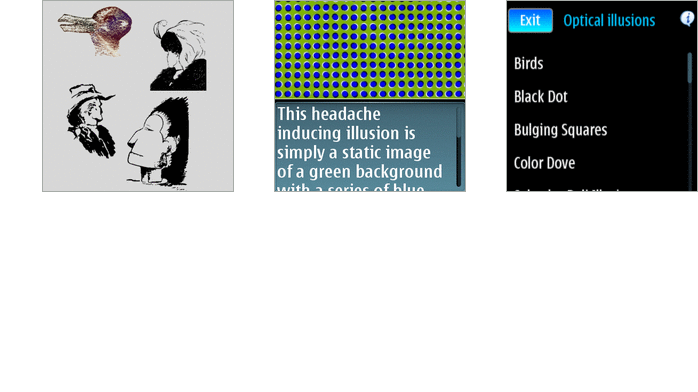 This headache
inducing illusion is
simply a static image
of a green background
with a series of blue
Exit
Optical illusions
Birds
Black Dot
Bulging Squares
Color Dove